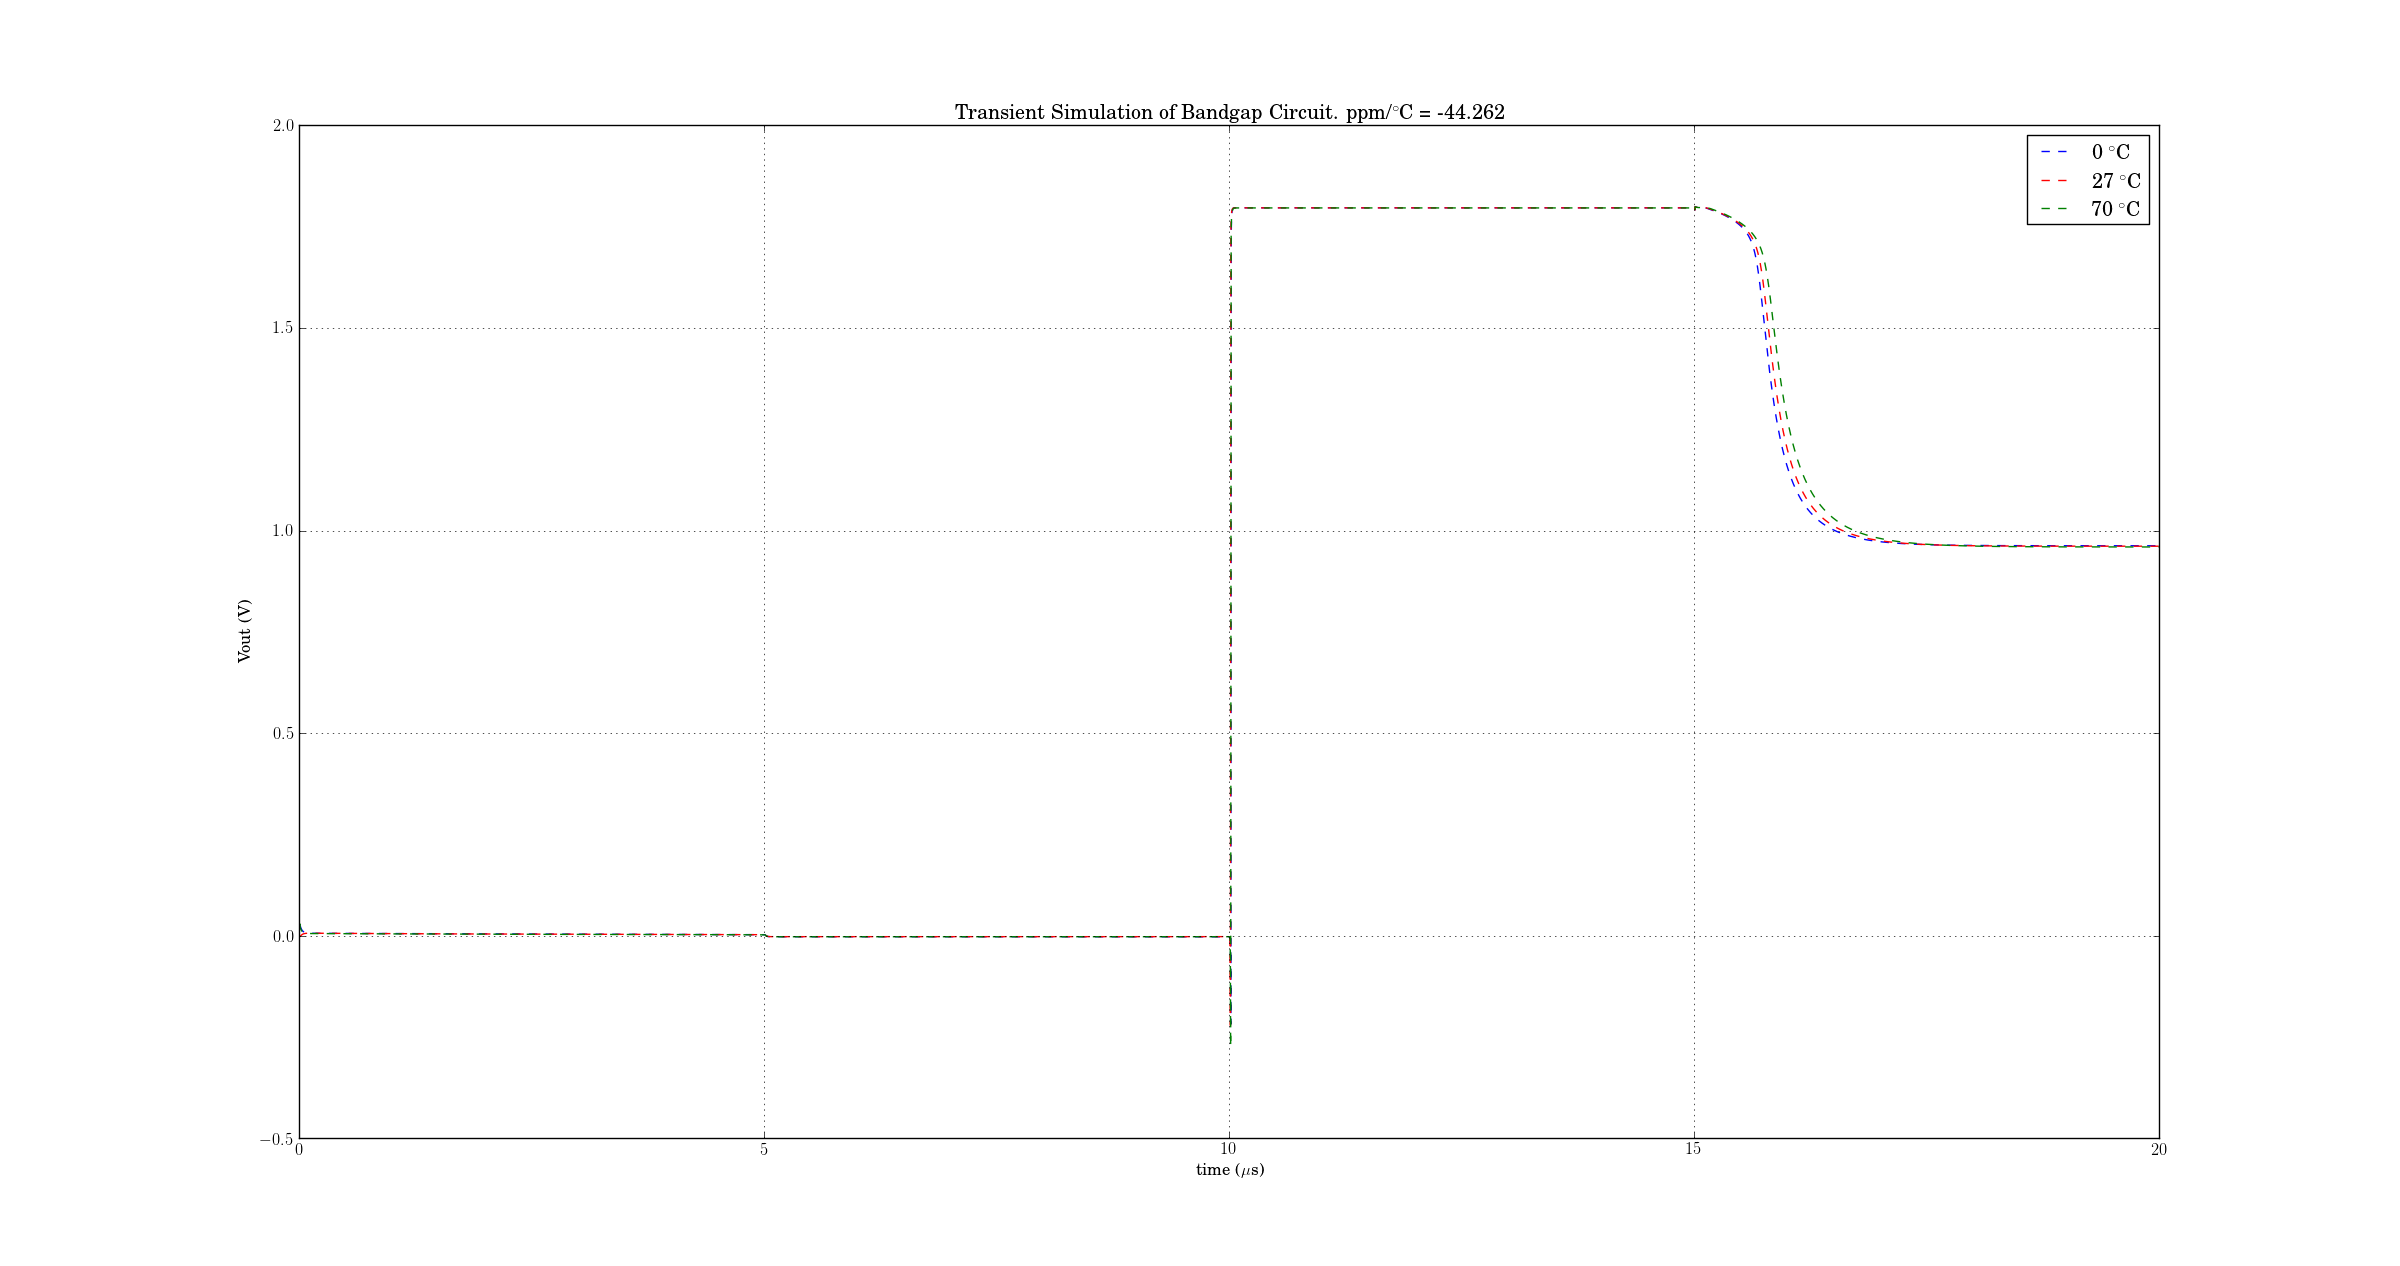 Transient Simulation of Bandgap Circuit. ppm/°C = -44.262
2.0
1.5
1.0
0.5
0.0
−0.5
Vout (V)
0 °C
27 °C
70 °C
0 5 10 15 20
time (μs)